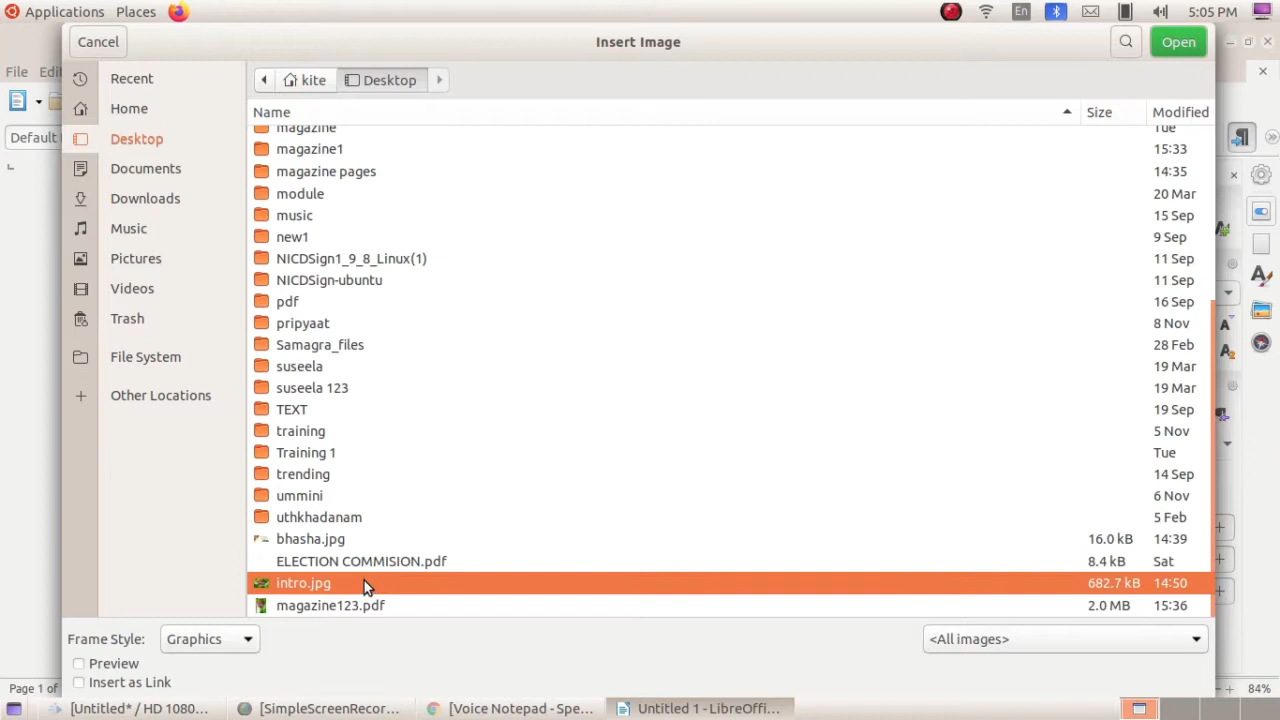 Applications Places En 5:05 PM
Cancel Insert Image Open
File Edi
kite Desktop
Default
Recent
Home
Desktop
Documents
Downloads
Music
Pictures
Videos
Trash
File System
Other Locations
Name Size Modified
magazine Tue
magazine1 15:33
magazine pages 14:35
module 20 Mar
music 15 Sep
new1 9 Sep
NICDSign1_9_8_Linux(1) 11 Sep
NICDSign-ubuntu 11 Sep
pdf 16 Sep
pripyaat 8 Nov
Samagra_files 28 Feb
suseela 19 Mar
suseela 123 19 Mar
TEXT 19 Sep
training 5 Nov
Training 1 Tue
trending 14 Sep
ummini 6 Nov
uthkhadanam 5 Feb
bhasha.jpg 16.0 kB 14:39
ELECTION COMMISION.pdf 8.4 kB Sat
intro.jpg 682.7 kB 14:50
magazine123.pdf 2.0 MB 15:36
Frame Style: Graphics <All images>
Preview
Insert as Link
Page 1 of 84%
[Untitled* / HD 1080... [SimpleScreenRecor... [Voice Notepad - Spe... Untitled 1 - LibreOffi...